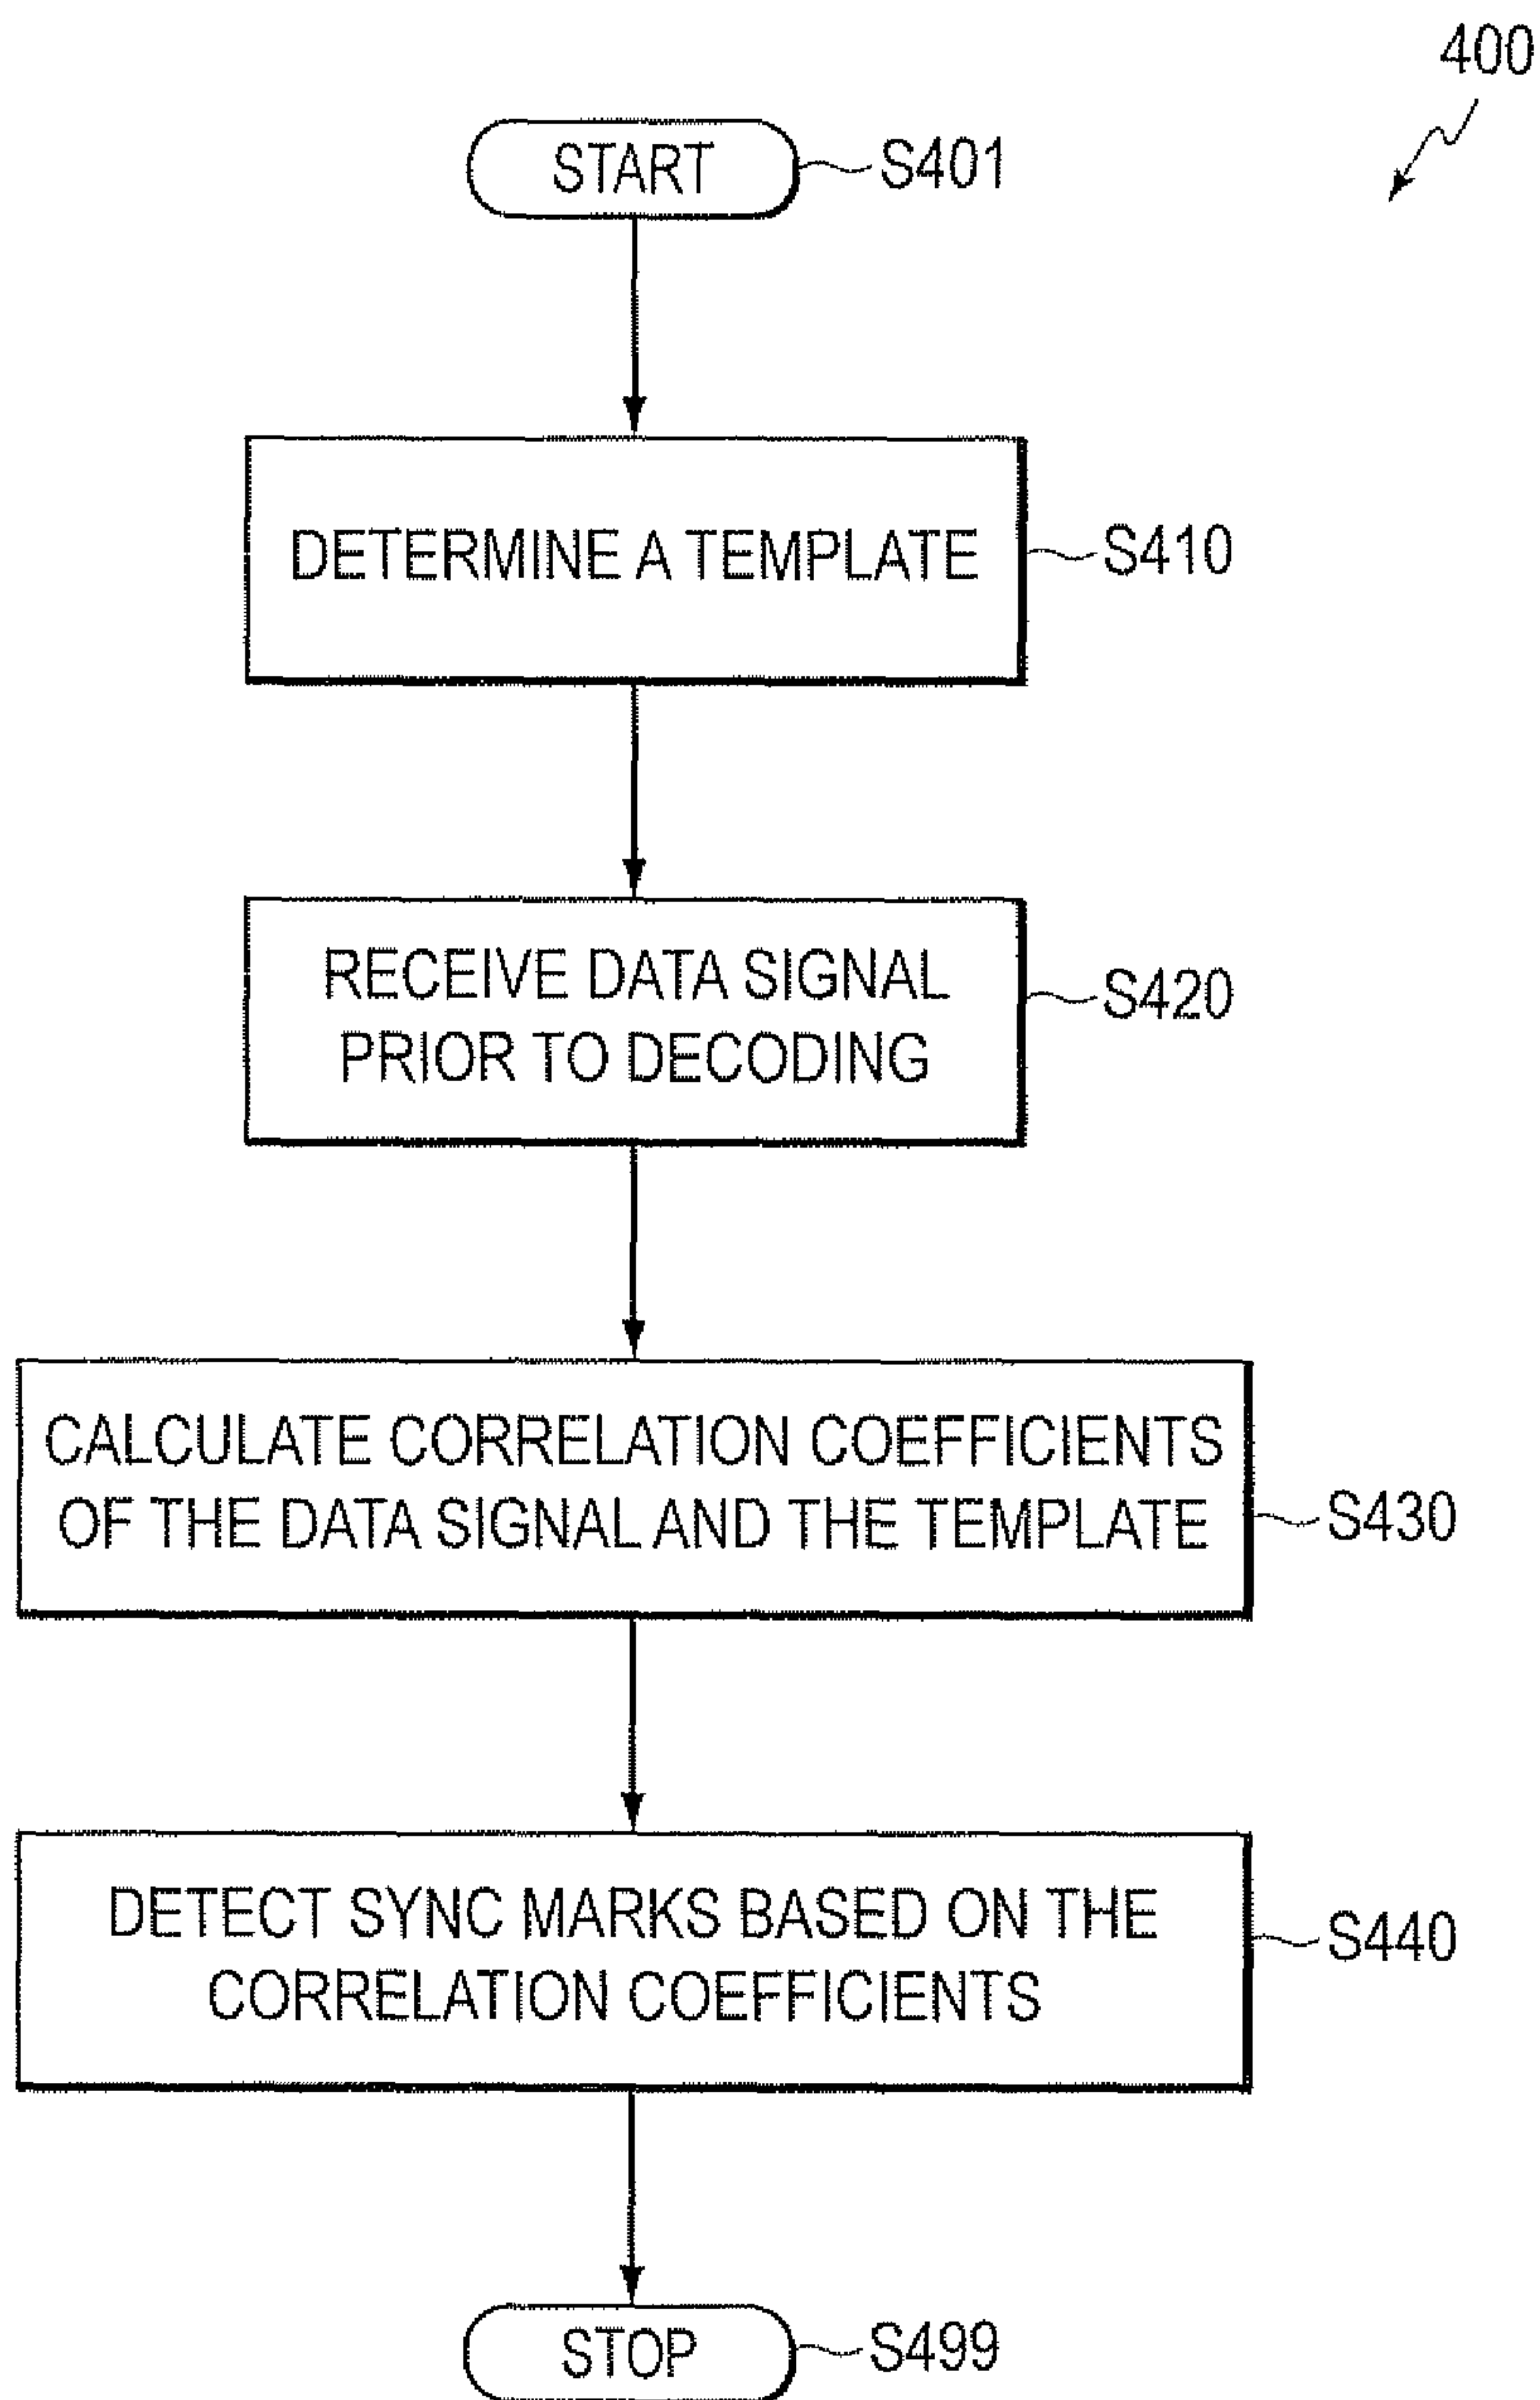 400
START
S401
DETERMINE A TEMPLATE
S410
RECEIVE DATA SIGNAL
PRIOR TO DECODING
S420
CALCULATE CORRELATION COEFFICIENTS
OF THE DATA SIGNAL AND THE TEMPLATE
S430
DETECT SYNC MARKS BASED ON THE
CORRELATION COEFFICIENTS
S440
STOP
S499